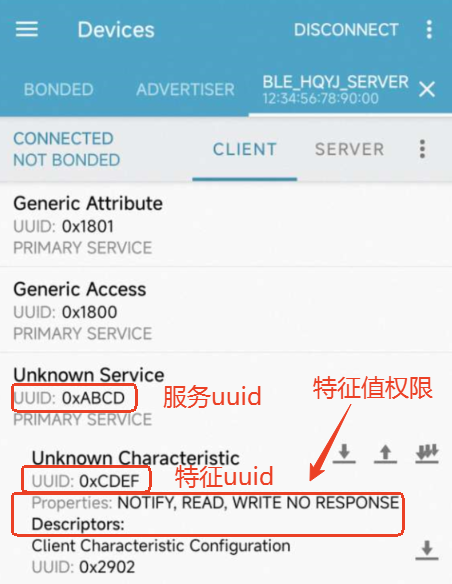 Devices
DISCONNECT
BONDED
ADVERTISER
BLE_HQYJ_SERVER
12:34:56:78:90:00
CONNECTED
NOT BONDED
CLIENT
SERVER
Generic Attribute
UUID: 0x1801
PRIMARY SERVICE
Generic Access
UUID: 0x1800
PRIMARY SERVICE
Unknown Service
UUID: 0xABCD
服务uuid
特征值权限
PRIMARY SERVICE
Unknown Characteristic
UUID: 0xCDEF
特征uuid
Properties: NOTIFY, READ, WRITE NO RESPONSE
Descriptors:
Client Characteristic Configuration
UUID: 0x2902